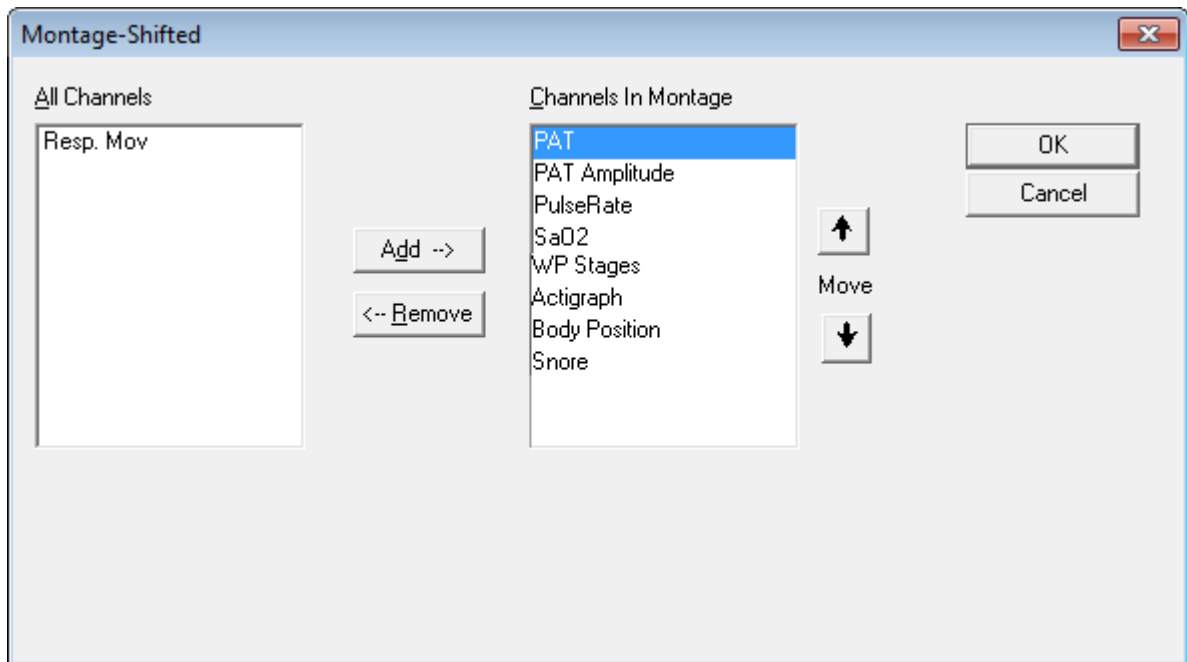 Montage-Shifted
All Channels
Resp. Mov
Add -->
<-- Remove
Channels In Montage
PAT
PAT Amplitude
PulseRate
SaO2
WP Stages
Actigraph
Body Position
Snore
Move
OK
Cancel